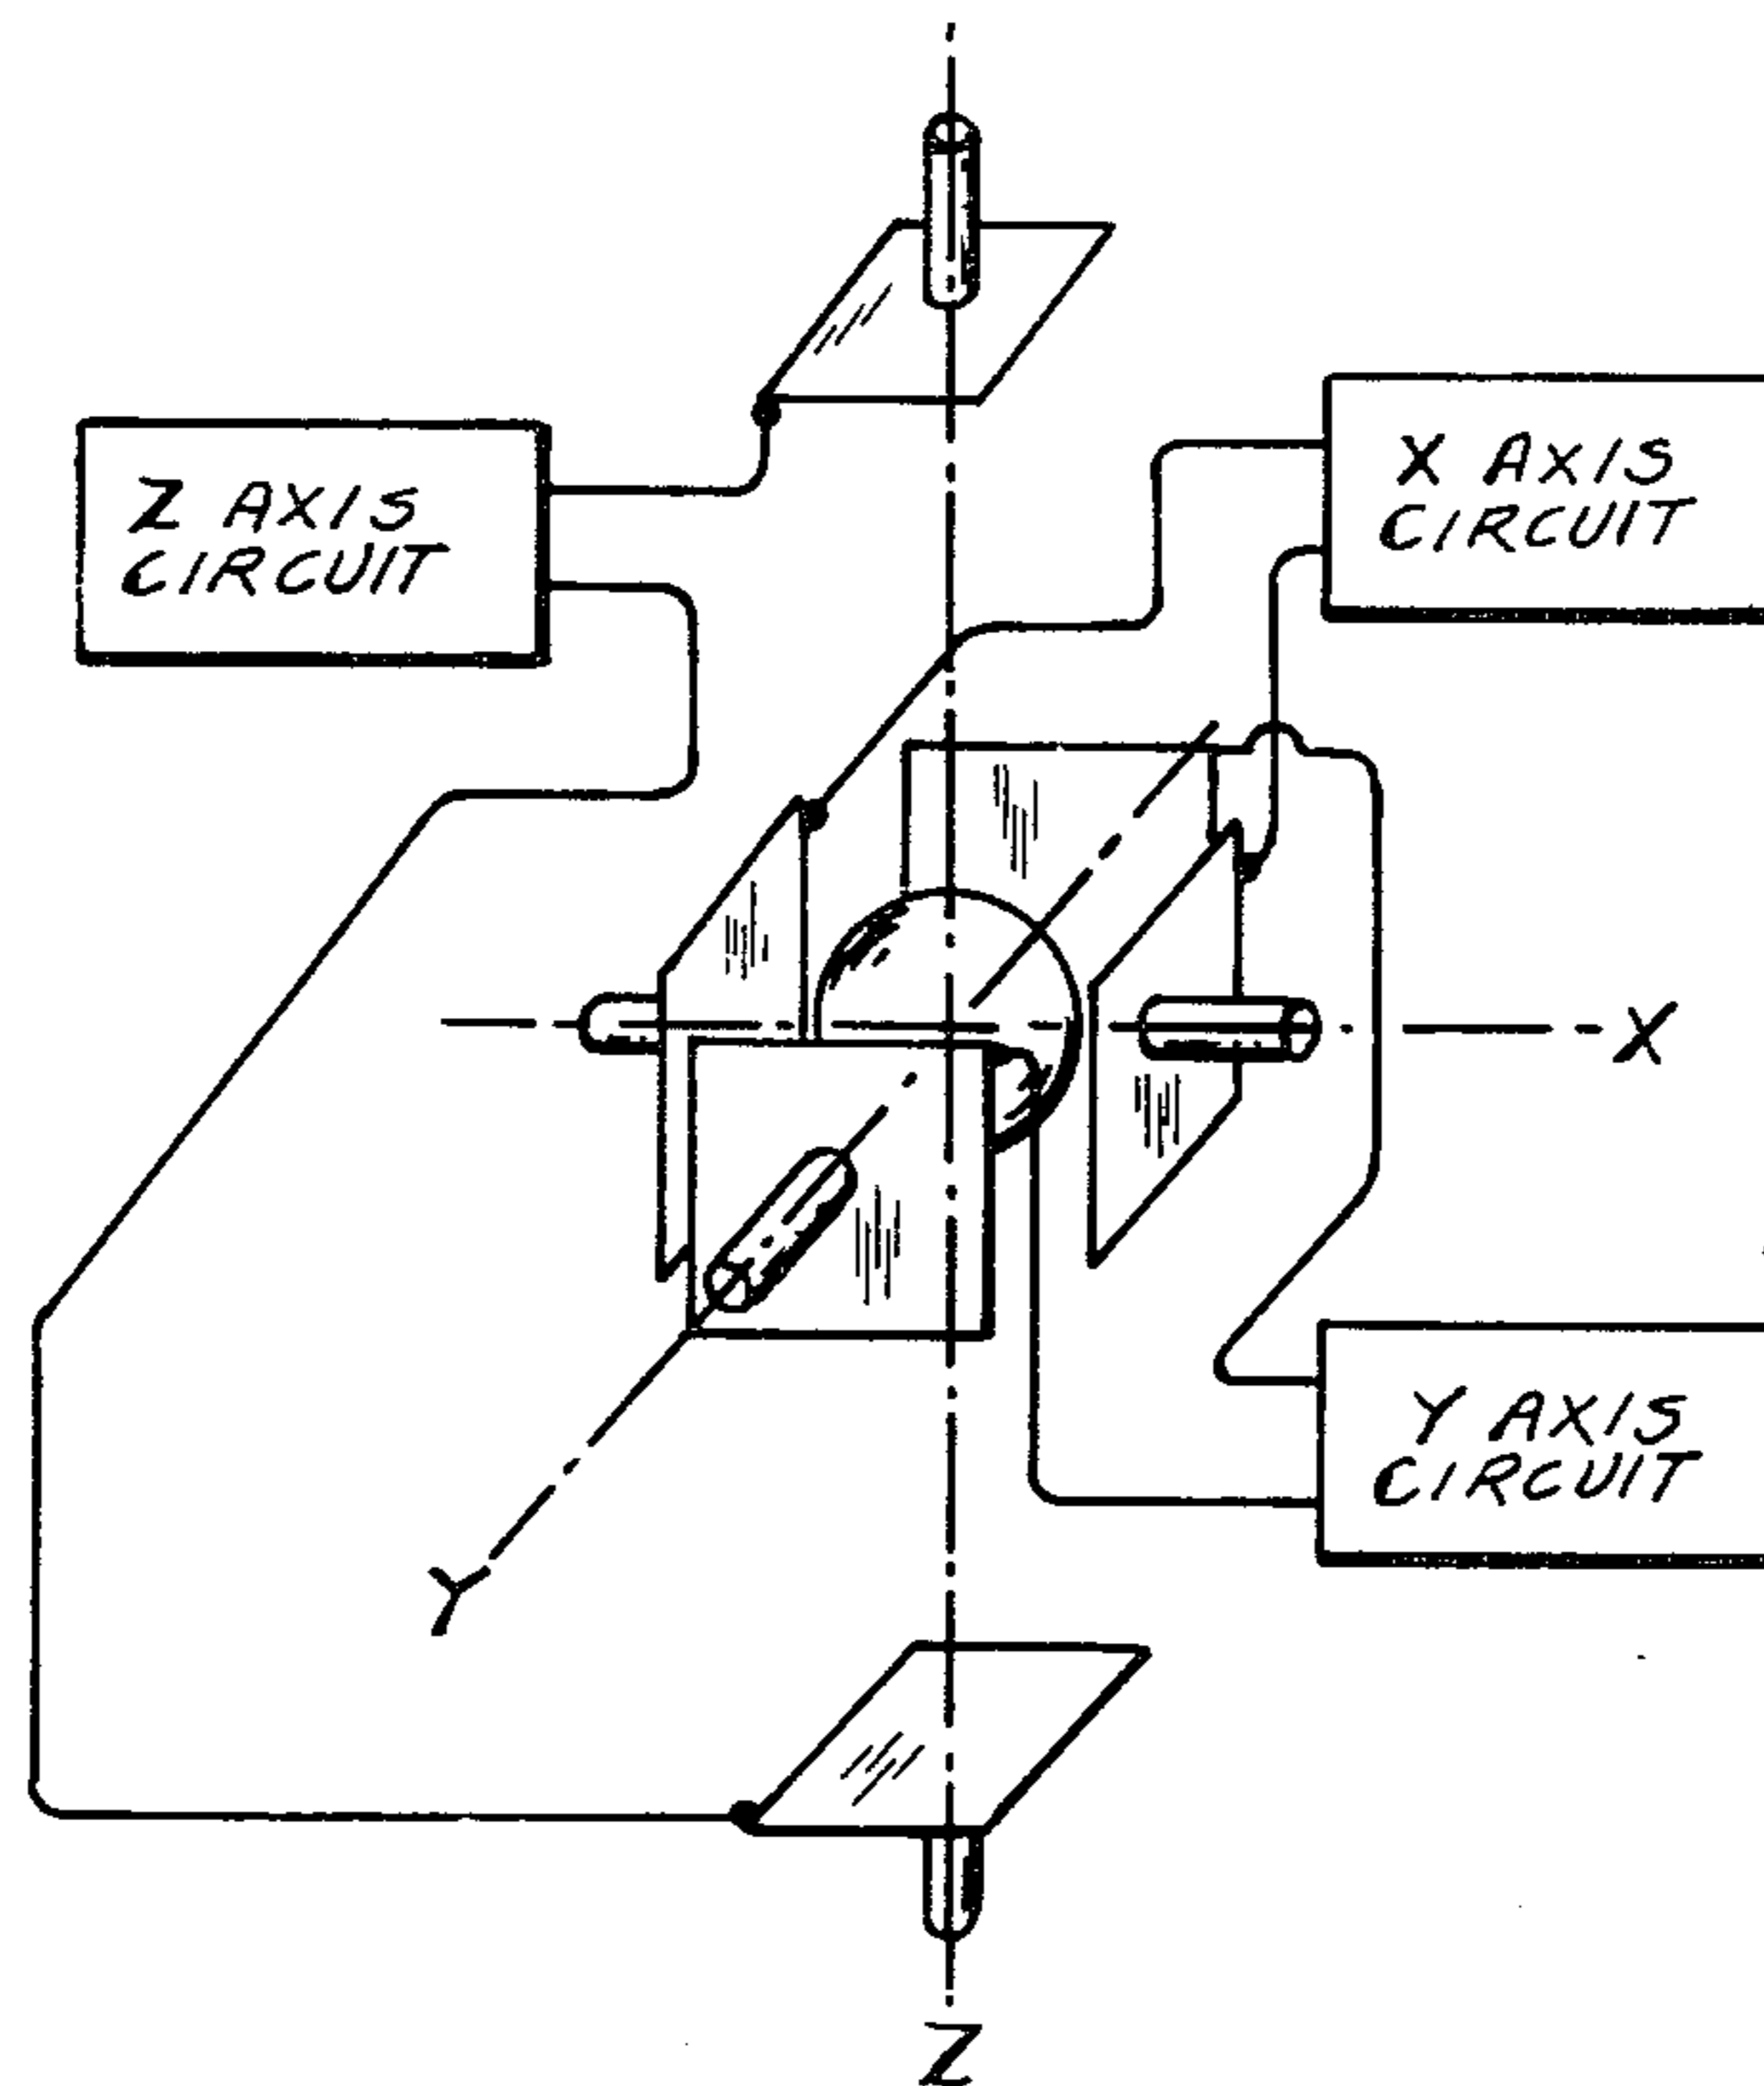 Z AXIS
CIRCUIT
X AXIS
CIRCUIT
X
Y AXIS
CIRCUIT
Y
Z